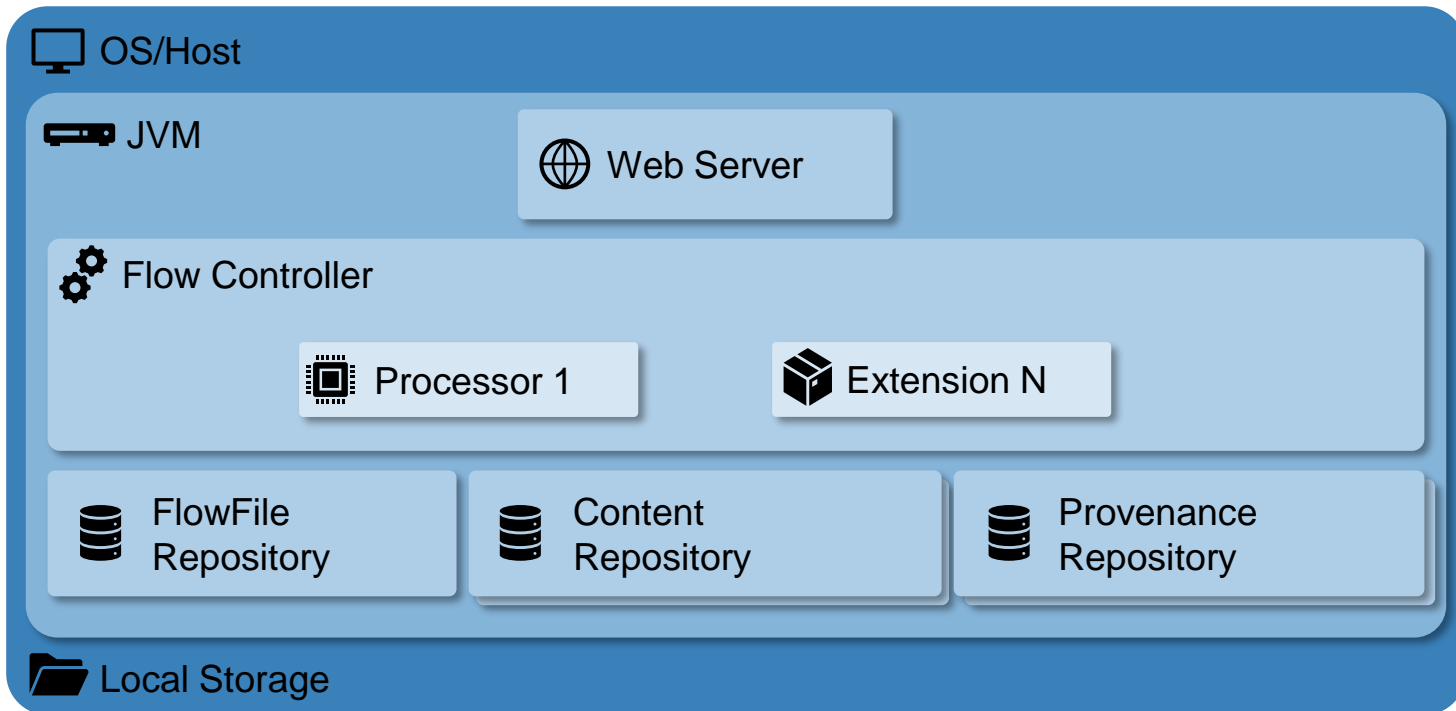 OS/Host
JVM
Web Server
Flow Controller
Processor 1
Extension N
FlowFile
Repository
Content
Repository
Provenance
Repository
Local Storage